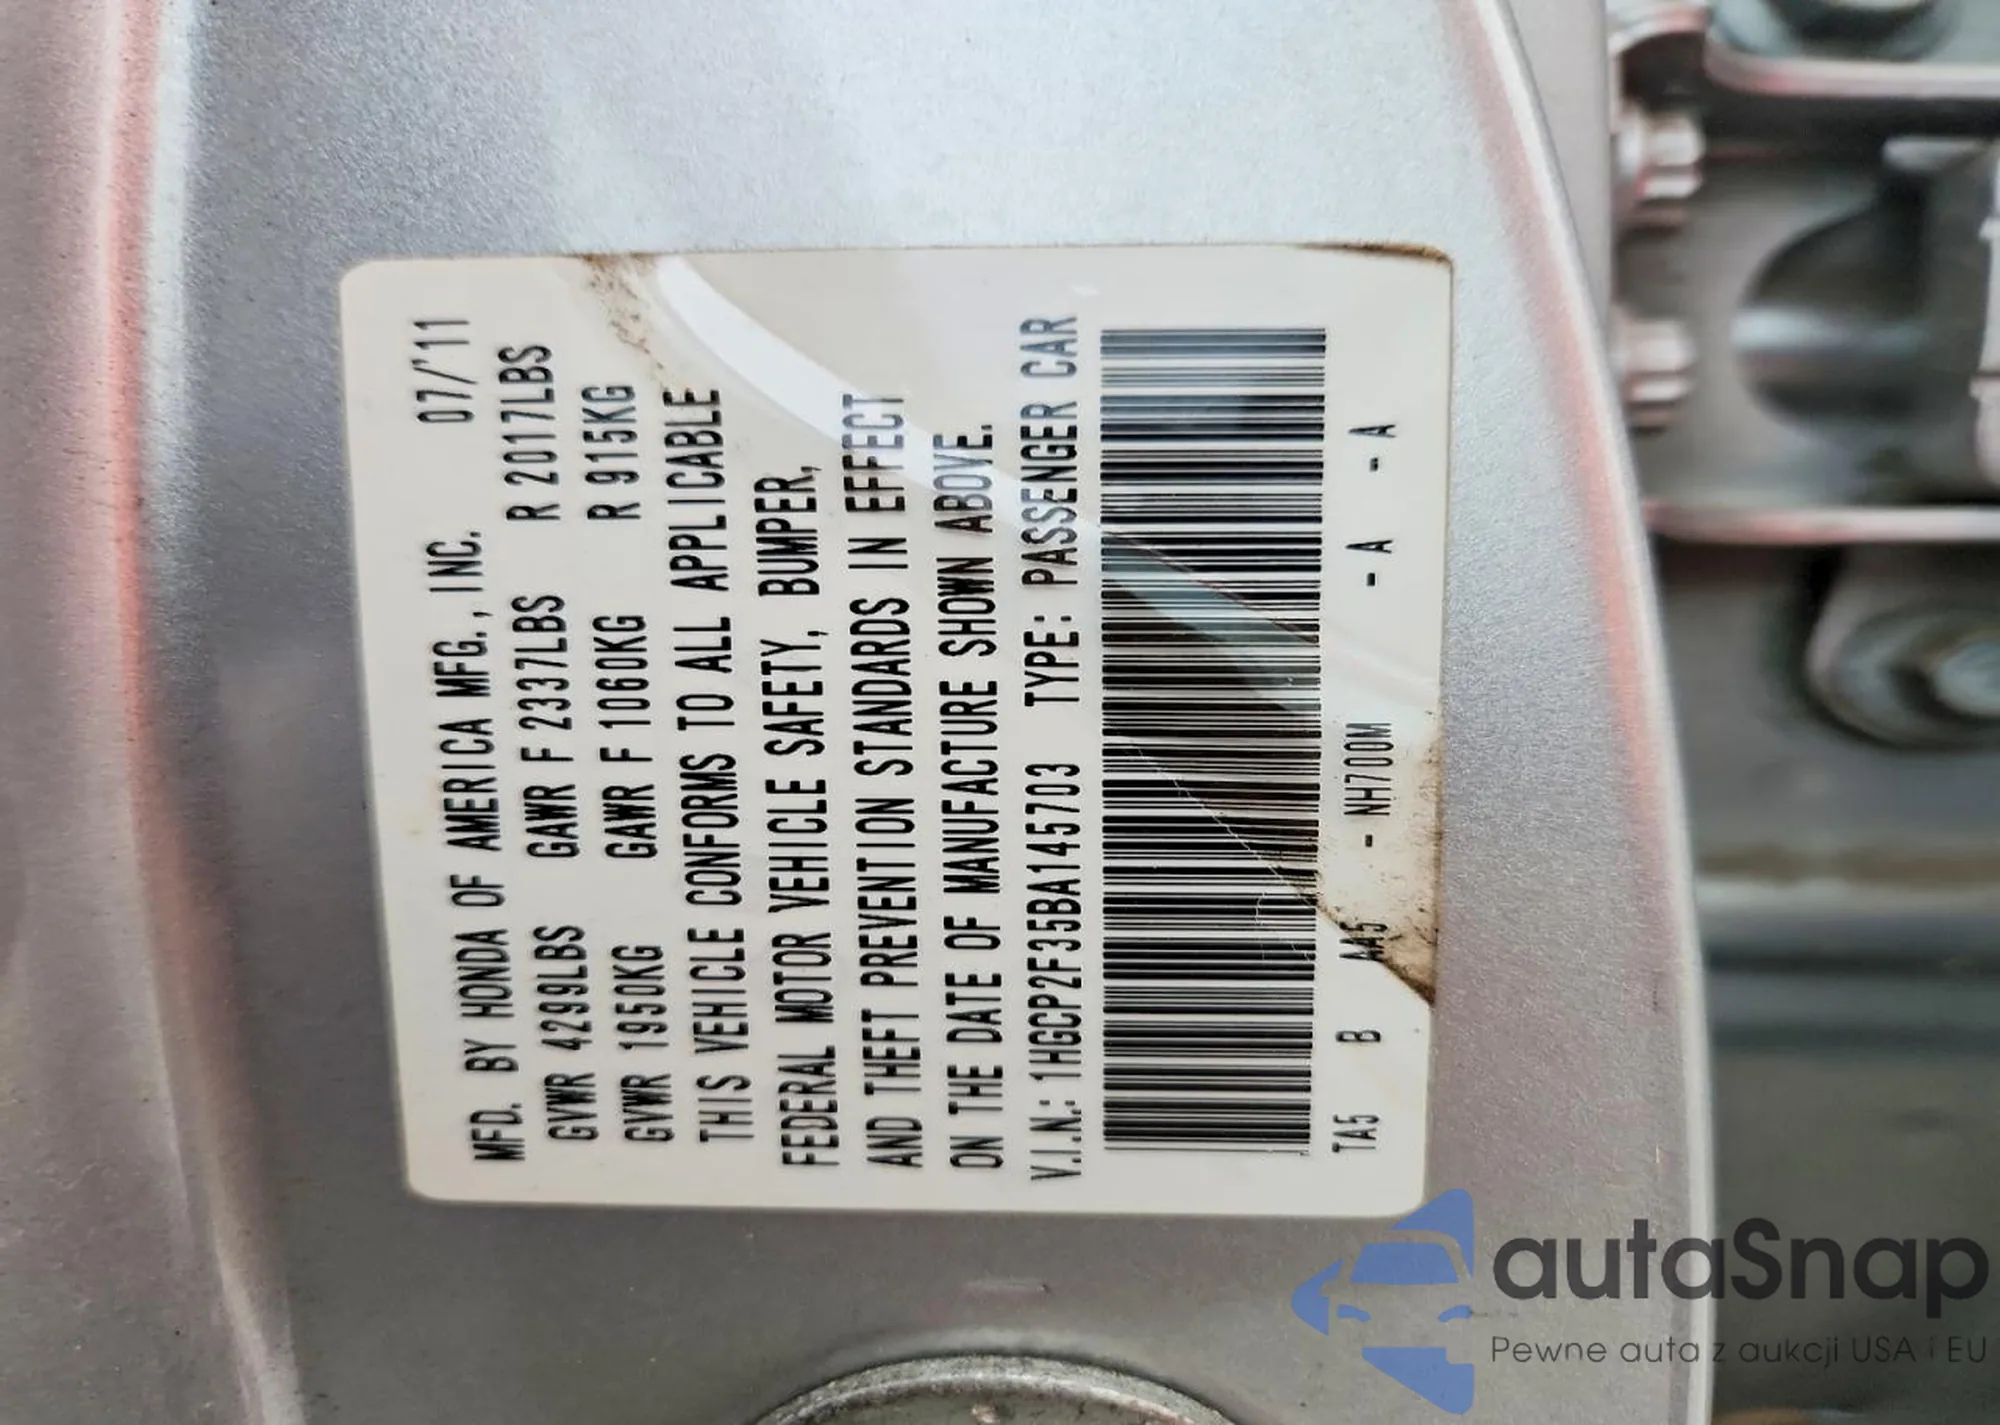 MFD. BY HONDA OF AMERICA MFG., INC. 07/'11
GVWR 4299LBS GAWR F 2337LBS R 2017LBS
GVWR 1950KG GAWR F 1060KG R 915KG
THIS VEHICLE CONFORMS TO ALL APPLICABLE
FEDERAL MOTOR VEHICLE SAFETY, BUMPER,
AND THEFT PREVENTION STANDARDS IN EFFECT
ON THE DATE OF MANUFACTURE SHOWN ABOVE.
V.I.N.: 1HGCP2F35BA145703 TYPE: PASSENGER CAR
TA5 B AA5 - NH700M - A - A
autaSnap
Pewne auta z aukcji USA i EU